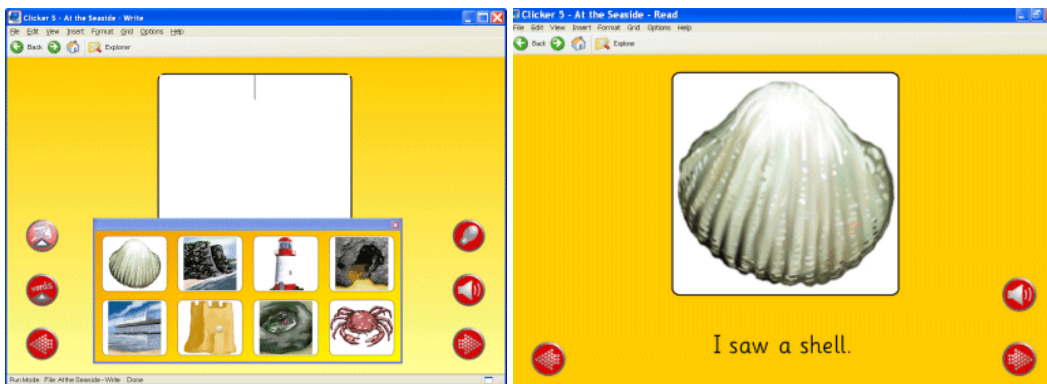 Clicker 5 - At the Seaside - Write
File Edit View Insert Format Grid Options Help
Back Explorer
words
Run Mode File: At the Seaside - Write Done
Clicker 5 - At the Seaside - Read
File Edit View Insert Format Grid Options Help
Back Explorer
I saw a shell.